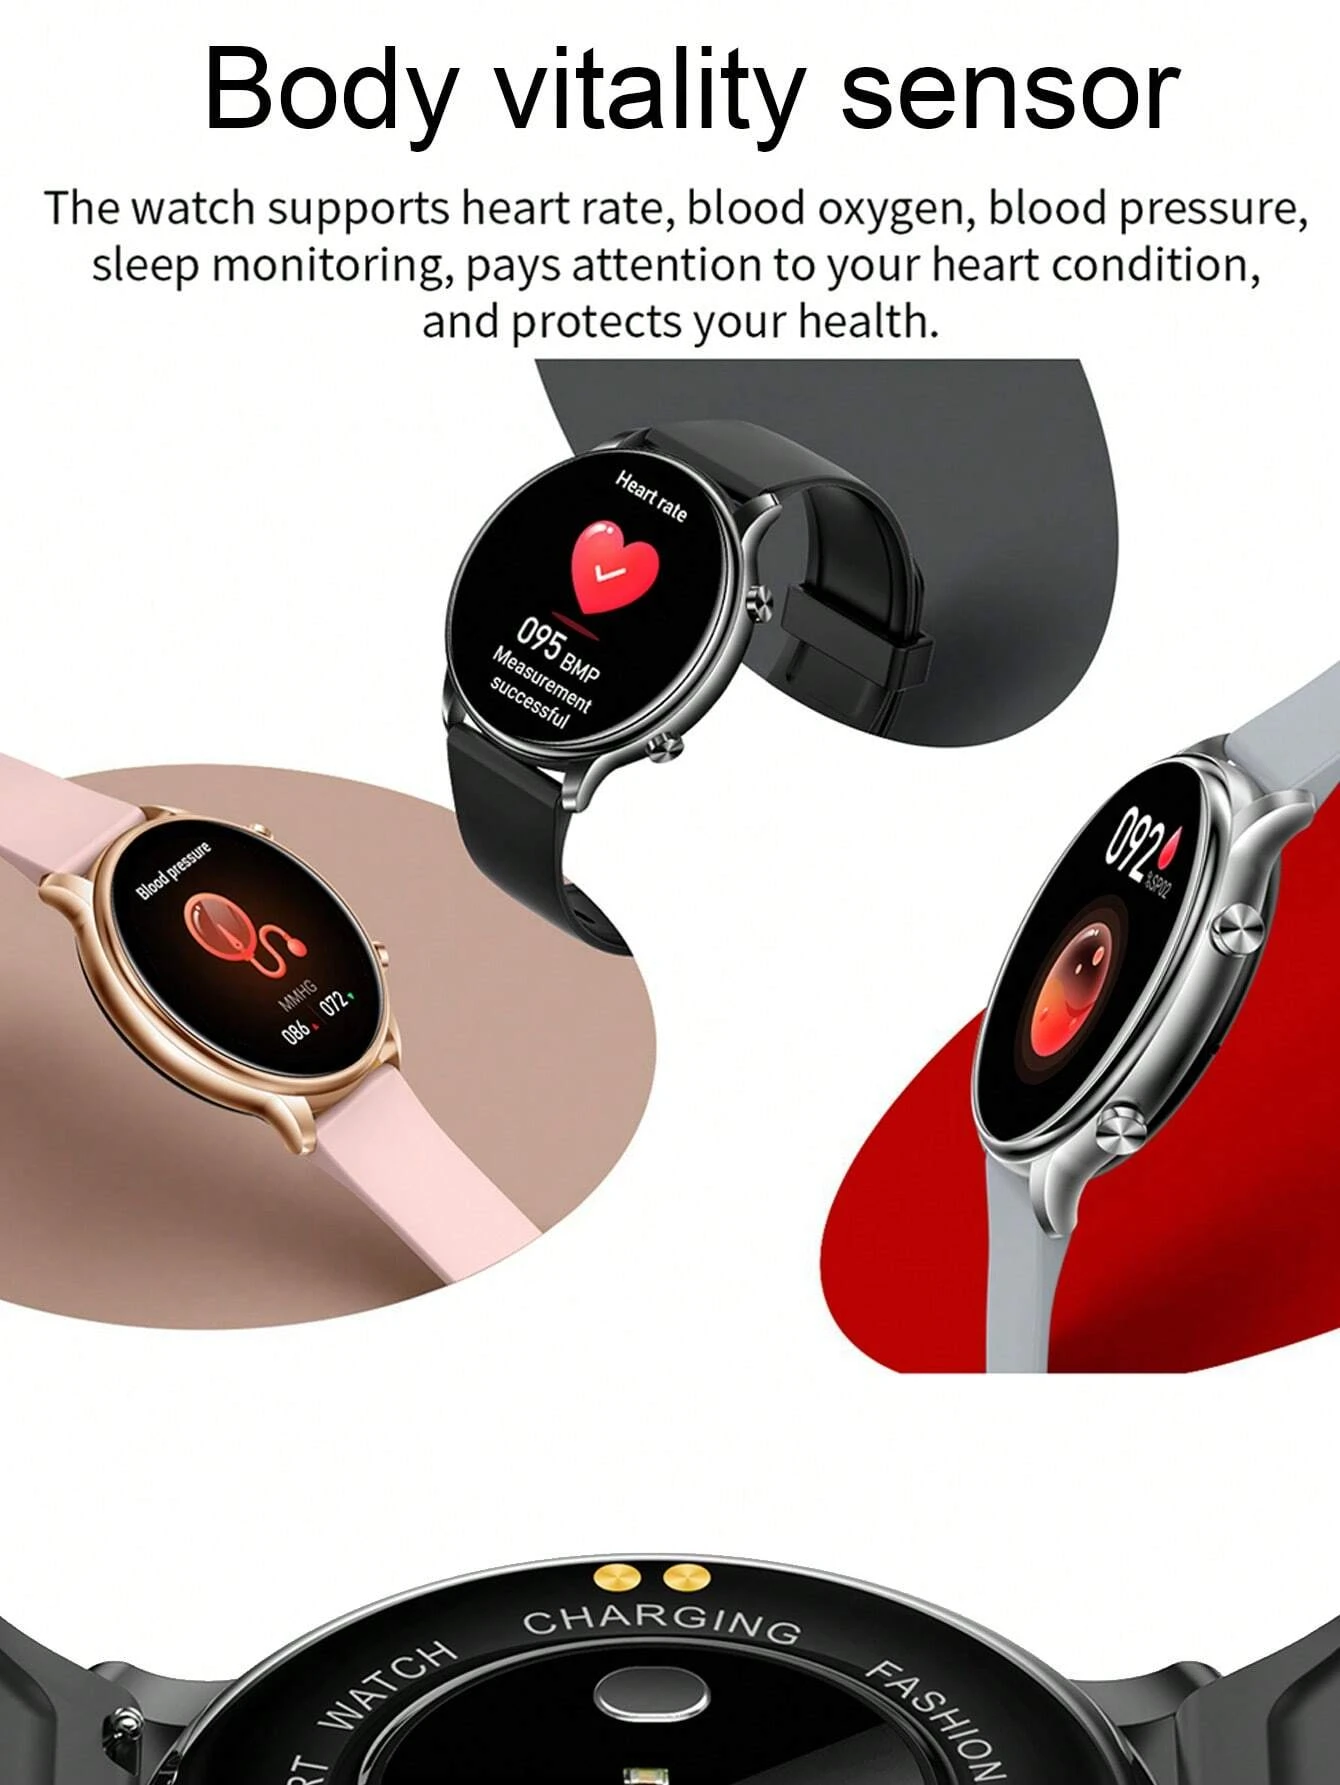 Body vitality sensor
The watch supports heart rate, blood oxygen, blood pressure,
sleep monitoring, pays attention to your heart condition,
and protects your health.
Heart rate
095 BMP
Measurement
successful
Blood pressure
MMHG
086 072
092
%SP02
CHARGING
WATCH
FASHION
RT